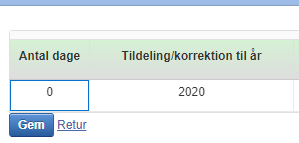 Antal dage Tildeling/korrektion til år
0 2020
Gem Retur